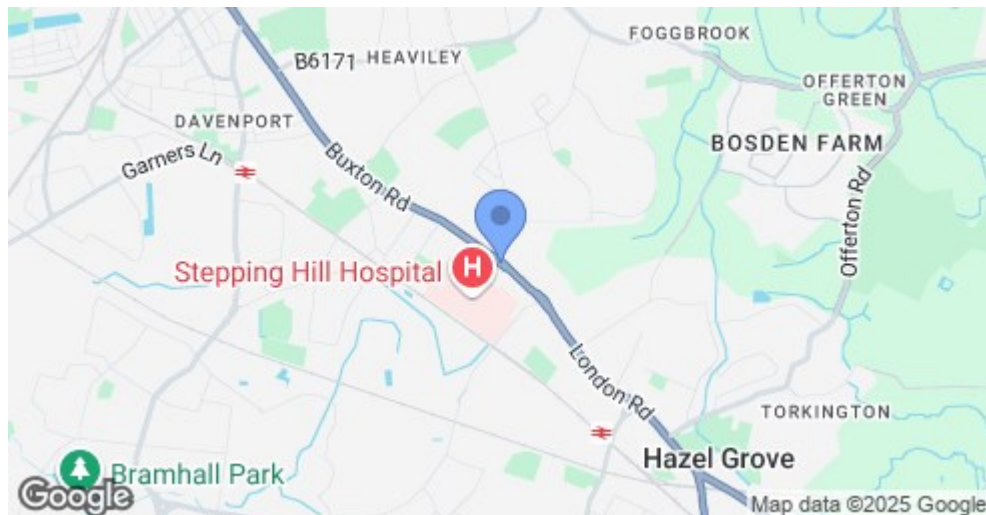 FOGGBROOK
B6171
HEAVILEY
OFFERTON
GREEN
DAVENPORT
BOSDEN FARM
Garners Ln
Buxton Rd
Offerton Rd
Stepping Hill Hospital
H
London Rd
TORKINGTON
Hazel Grove
Bramhall Park
Google
Map data ©2025 Google